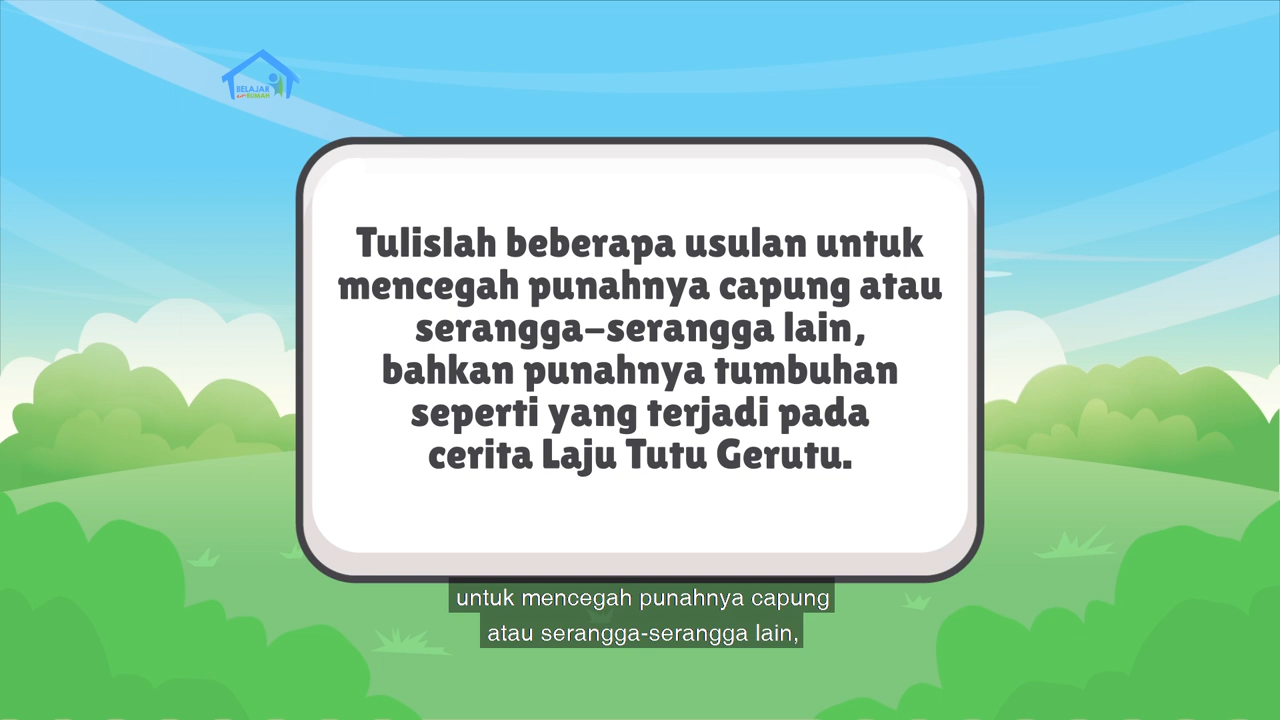 BELAJAR
dari RUMAH
Tulislah beberapa usulan untuk
mencegah punahnya capung atau
serangga-serangga lain,
bahkan punahnya tumbuhan
seperti yang terjadi pada
cerita Laju Tutu Gerutu.
untuk mencegah punahnya capung
atau serangga-serangga lain,